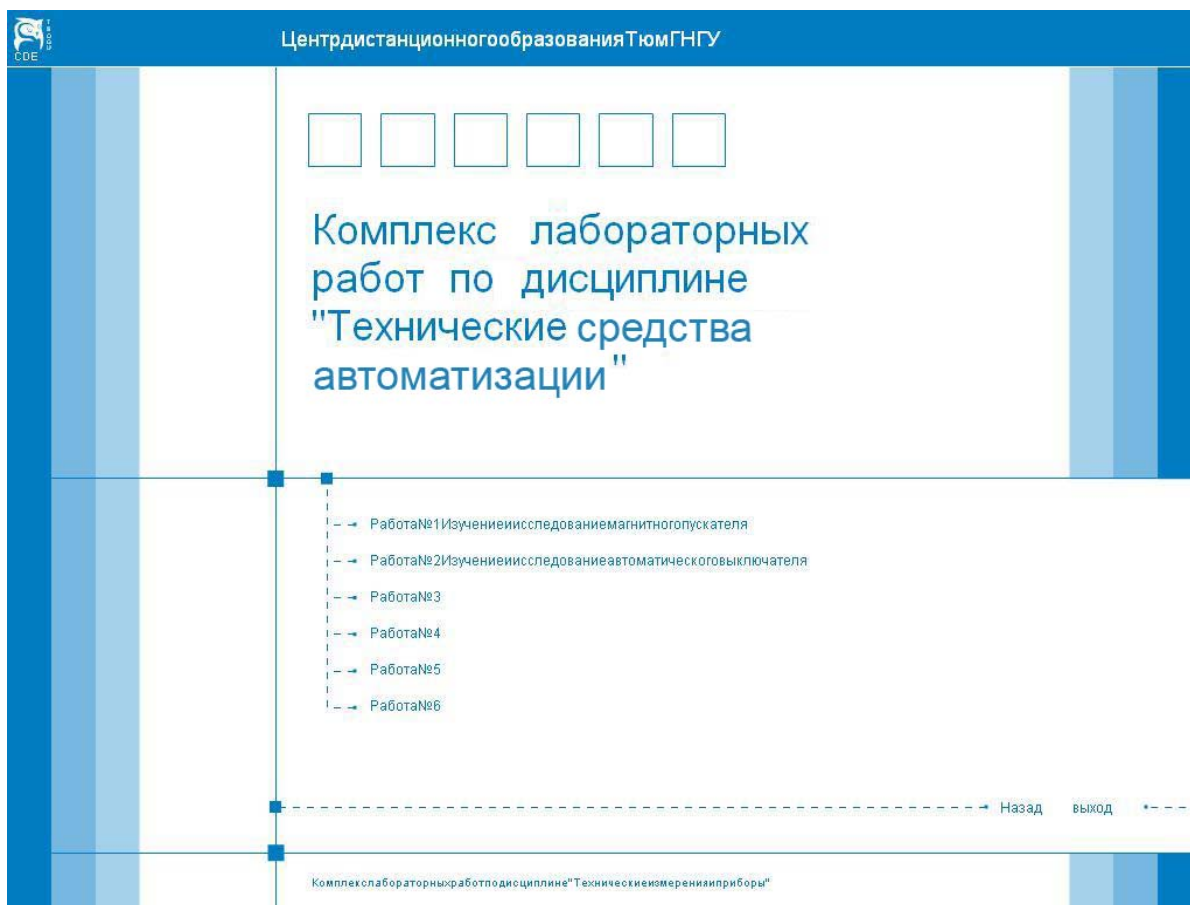 CDE
ЦентрдистанционногообразованияТюмГНГУ
Комплекс лабораторных
работ по дисциплине
"Технические средства
автоматизации"
Работа№1Изучениеиисследованиемагнитногопускателя
Работа№2Изучениеиисследованиеавтоматическоговыключателя
Работа№3
Работа№4
Работа№5
Работа№6
Назад выход
Комплекслабораторныхработподисциплине"Техническиеизмеренияиприборы"